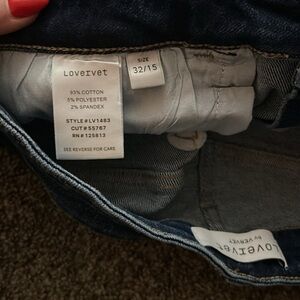 Lovervet
93% COTTON
5% POLYESTER
2% SPANDEX
STYLE# LV1483
CUT# 55767
RN# 125813
SEE REVERSE FOR CARE
SIZE
32/15
Lovervet
BY VERVET